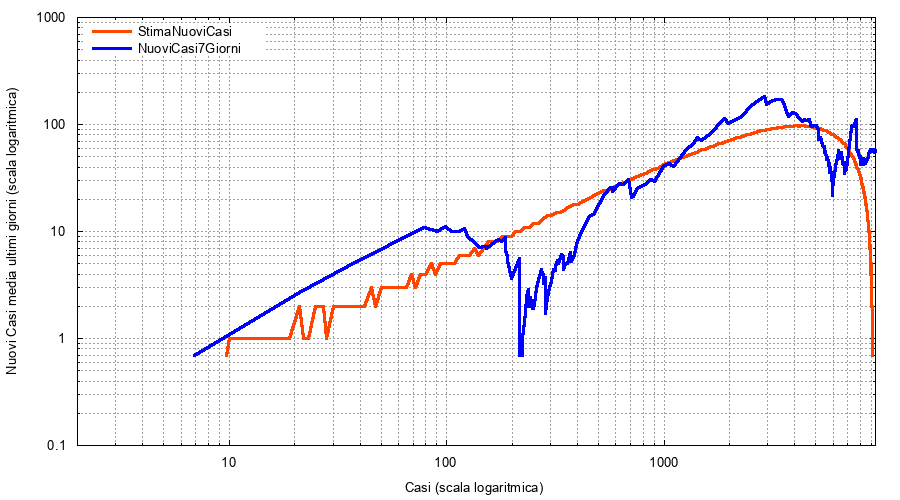 1000
100
10
1
0.1
StimaNuoviCasi
NuoviCasi7Giorni
Nuovi Casi media ultimi giorni (scala logaritmica)
10 100 1000
Casi (scala logaritmica)